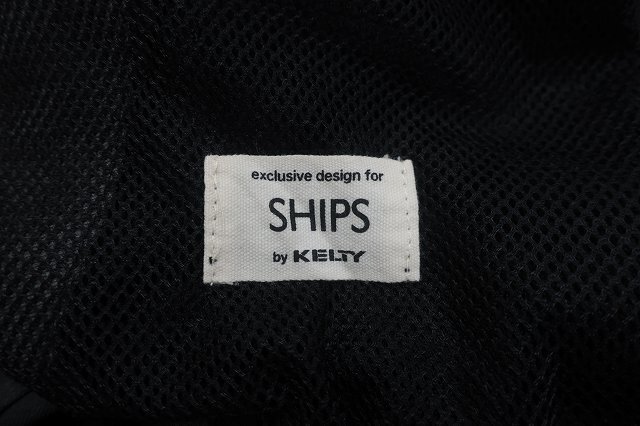 exclusive design for
SHIPS
by KELTY